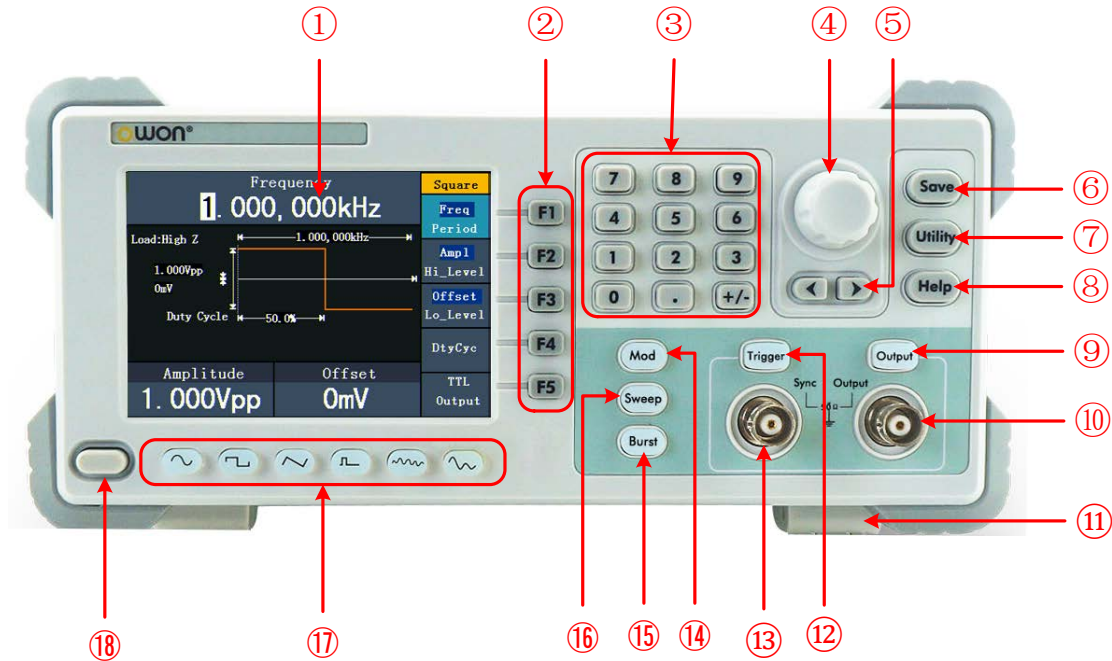 ① ② ③ ④ ⑤
owon®
Frequency
1.000,000kHz
Load:High Z
1.000,000kHz
1.000Vpp
0mV
Duty Cycle
50.0%
Amplitude
1.000Vpp
Offset
0mV
Square
Freq
Period
Ampl
Hi_Level
Offset
Lo_Level
DtyCyc
TTL
Output
F1
F2
F3
F4
F5
7 8 9
4 5 6
1 2 3
0 . +/-
Save
Utility
Help
⑥
⑦
⑧
Mod
Sweep
Burst
Trigger
Output
Sync Output
50Ω
⑨
⑩
⑪
⑱ ⑰ ⑯ ⑮ ⑭ ⑬ ⑫